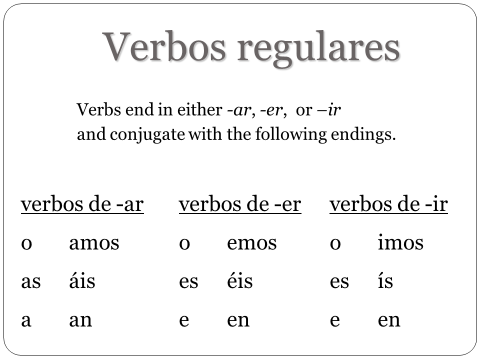 Verbos regulares
Verbs end in either -ar, -er, or –ir
and conjugate with the following endings.
verbos de -ar verbos de -er verbos de -ir
o amos o emos o imos
as áis es éis es ís
a an e en e en